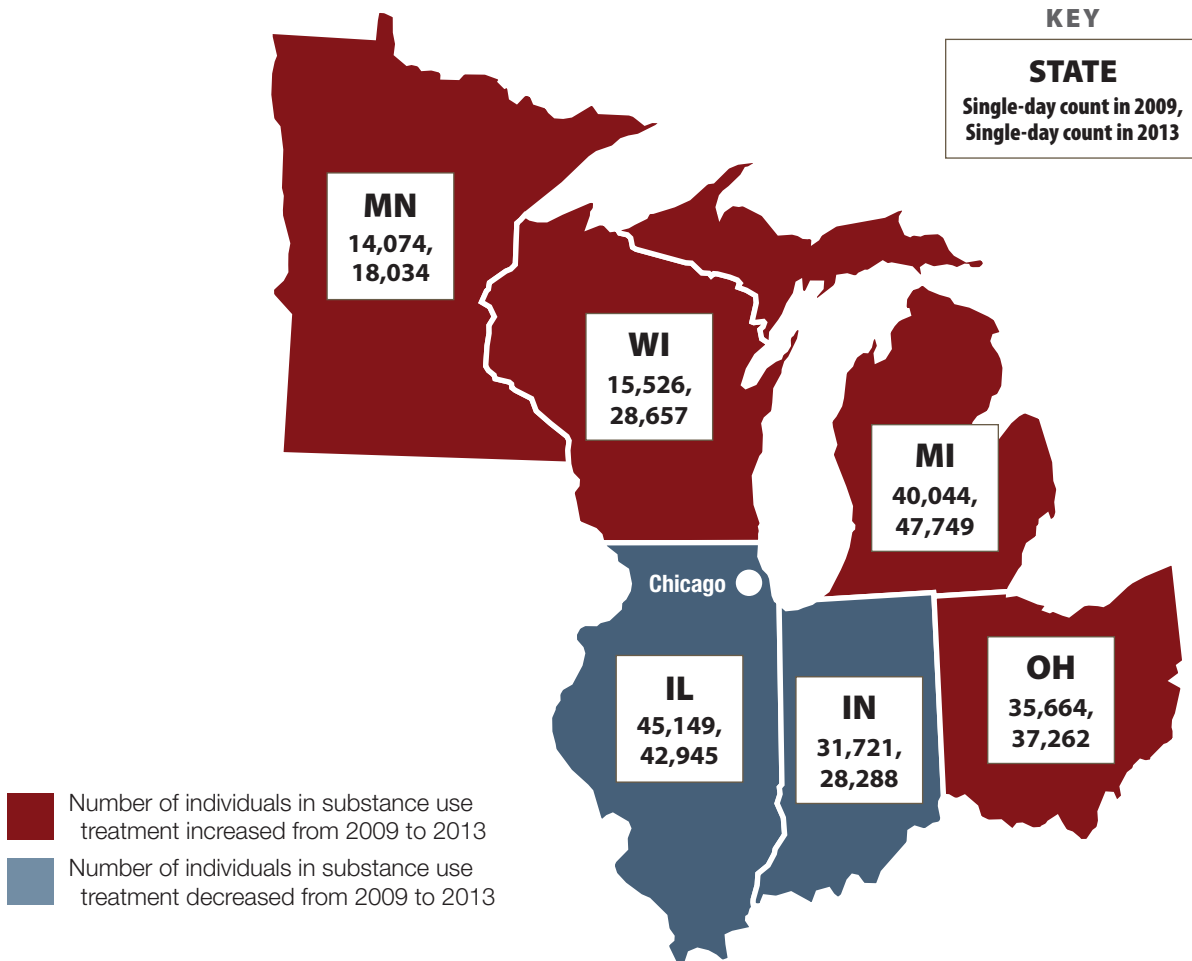 KEY
STATE
Single-day count in 2009,
Single-day count in 2013
MN
14,074,
18,034
WI
15,526,
28,657
MI
40,044,
47,749
Chicago
IL
45,149,
42,945
IN
31,721,
28,288
OH
35,664,
37,262
Number of individuals in substance use
treatment increased from 2009 to 2013
Number of individuals in substance use
treatment decreased from 2009 to 2013